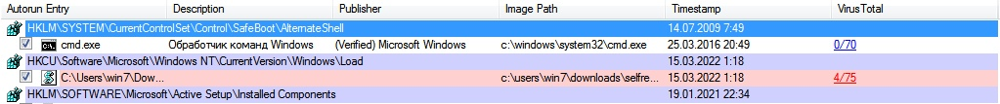 Autorun Entry Description Publisher Image Path Timestamp VirusTotal
HKLM\SYSTEM\CurrentControlSet\Control\SafeBoot\AlternateShell 14.07.2009 7:49
cmd.exe Обработчик команд Windows (Verified) Microsoft Windows c:\windows\system32\cmd.exe 25.03.2016 20:49 0/70
HKCU\Software\Microsoft\Windows NT\CurrentVersion\Windows\Load 15.03.2022 1:18
C:\Users\win7\Dow... c:\users\win7\downloads\selfre... 15.03.2022 1:18 4/75
HKLM\SOFTWARE\Microsoft\Active Setup\Installed Components 19.01.2021 22:34